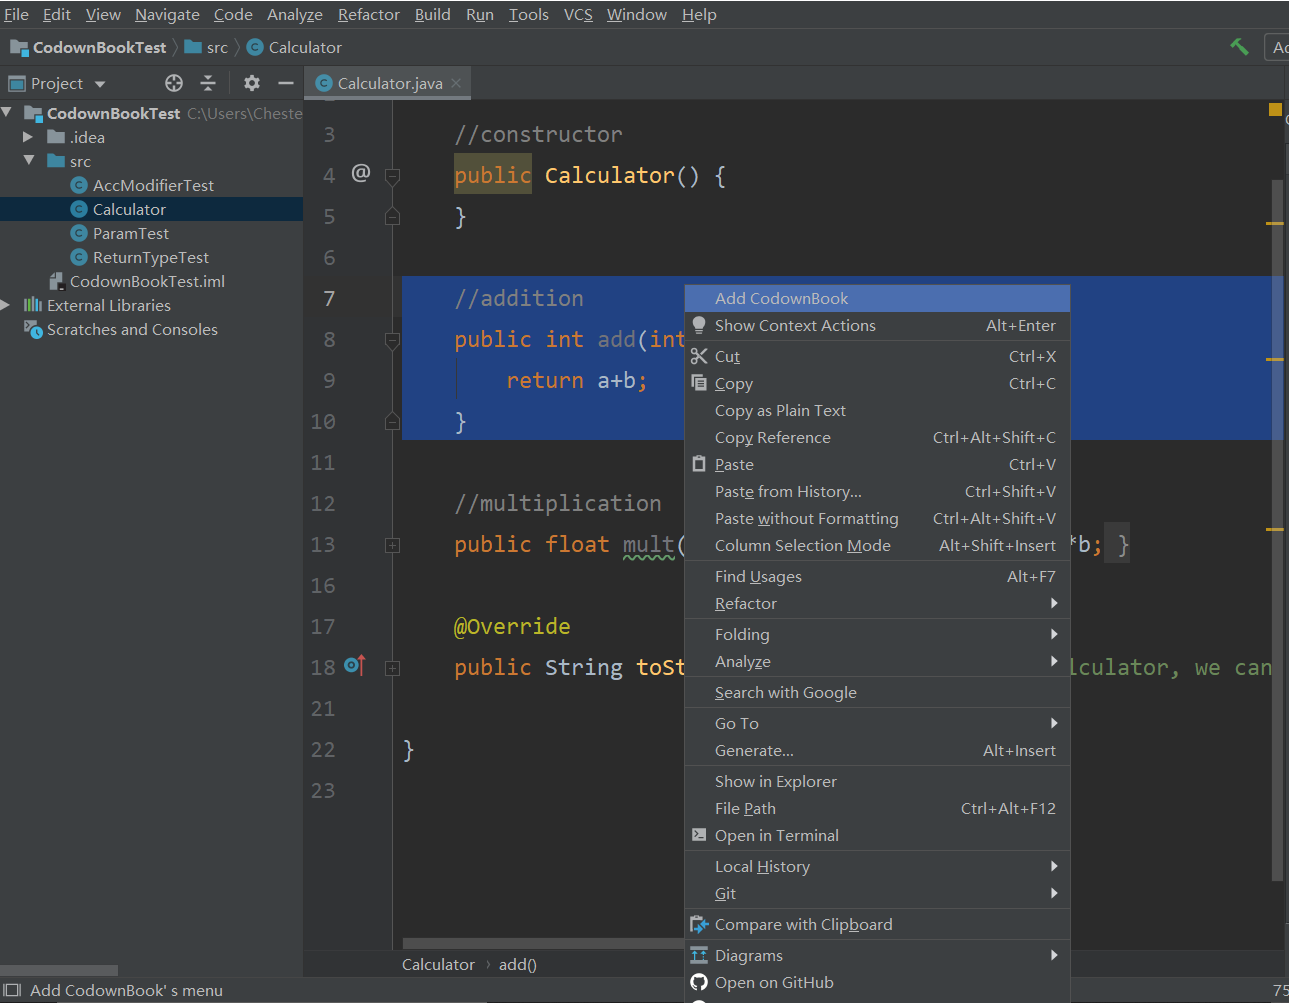 File Edit View Navigate Code Analyze Refactor Build Run Tools VCS Window Help
CodownBookTest src Calculator
Project
Calculator.java
CodownBookTest C:\Users\Cheste
.idea
src
AccModifierTest
Calculator
ParamTest
ReturnTypeTest
CodownBookTest.iml
External Libraries
Scratches and Consoles
3 //constructor
4 @ public Calculator() {
5 }
6
7 //addition
8 public int add(int
9 return a+b;
10 }
11
12 //multiplication
13 public float mult( *b; }
16
17 @Override
18 public String toSt lculator, we can
21
22 }
23
Add CodownBook
Show Context Actions Alt+Enter
Cut Ctrl+X
Copy Ctrl+C
Copy as Plain Text
Copy Reference Ctrl+Alt+Shift+C
Paste Ctrl+V
Paste from History... Ctrl+Shift+V
Paste without Formatting Ctrl+Alt+Shift+V
Column Selection Mode Alt+Shift+Insert
Find Usages Alt+F7
Refactor
Folding
Analyze
Search with Google
Go To
Generate... Alt+Insert
Show in Explorer
File Path Ctrl+Alt+F12
Open in Terminal
Local History
Git
Compare with Clipboard
Diagrams
Open on GitHub
Calculator › add()
Add CodownBook' s menu
75